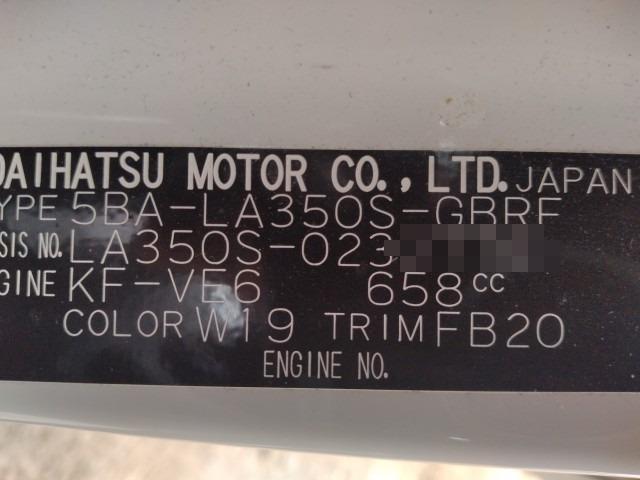 DAIHATSU MOTOR CO., LTD. JAPAN
TYPE 5BA-LA350S-GBRF
SIS NO. LA350S-023
GINE KF-VE6 658cc
COLOR W19 TRIM FB20
ENGINE NO.